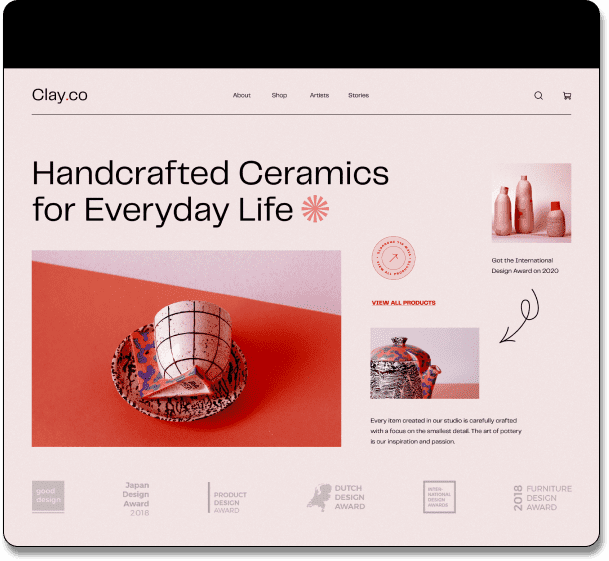 Clay.co
About
Shop
Artists
Stories
Handcrafted Ceramics
for Everyday Life
Got the International
Design Award on 2020
VIEW ALL PRODUCTS
Every item created in our studio is carefully crafted
with a focus on the smallest detail. The art of pottery
is our inspiration and passion.
good
design
Japan
Design
Award
2018
PRODUCT
DESIGN
AWARD
DUTCH
DESIGN
AWARD
INTER-
NATIONAL
DESIGN
AWARDS
2018
FURNITURE
DESIGN
AWARD